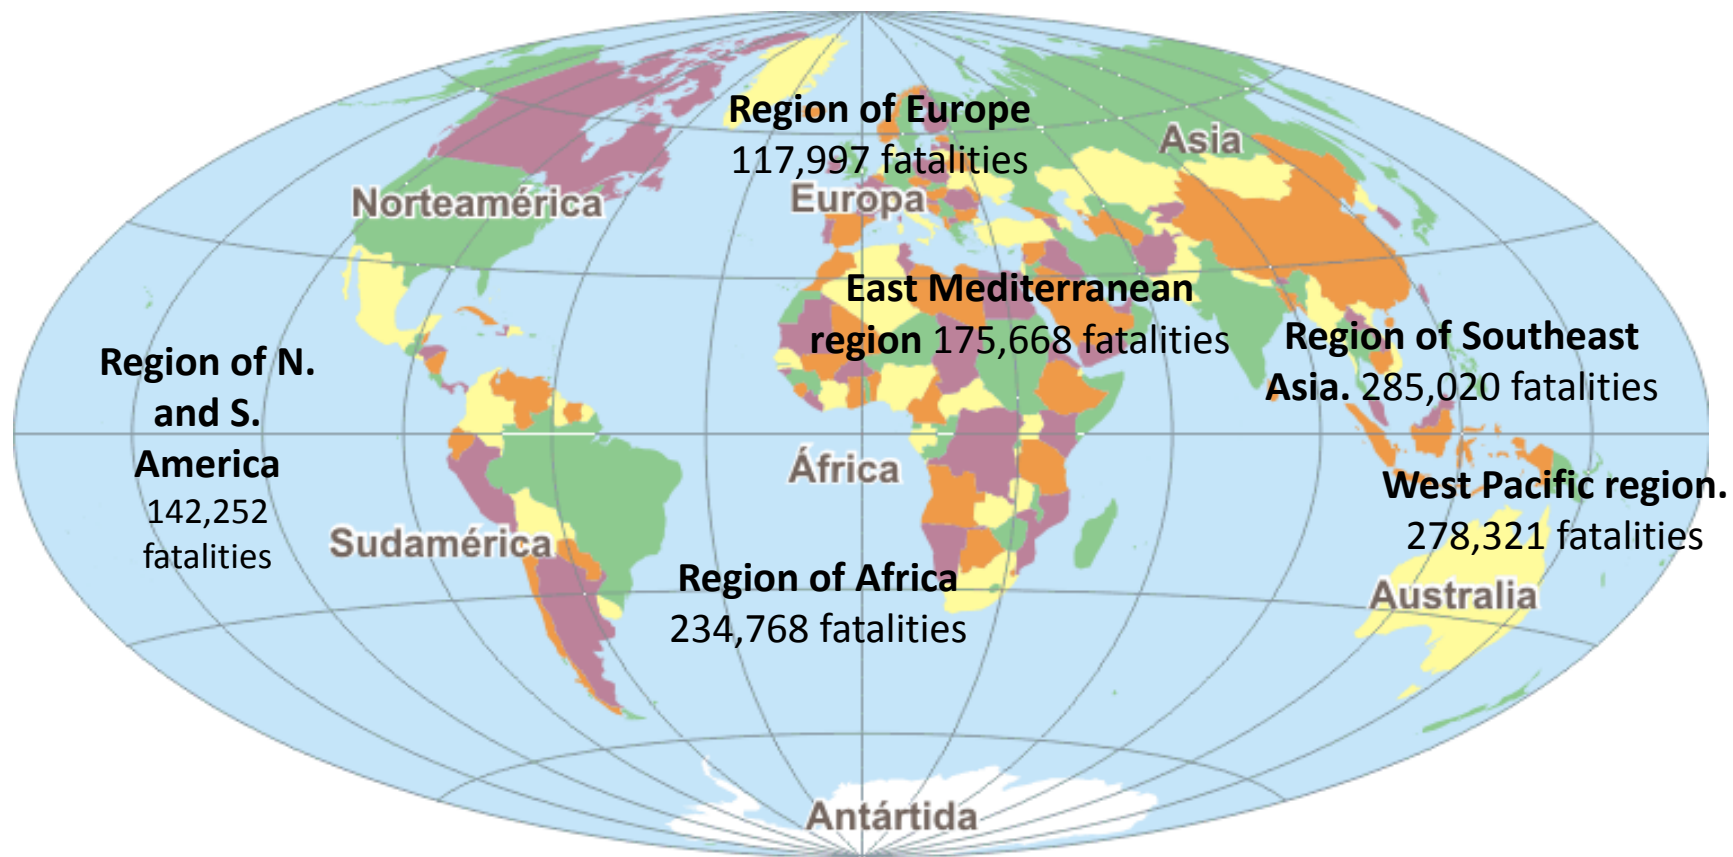 Region of Europe
117,997 fatalities
Asia
Norteamérica
Europa
East Mediterranean
region 175,668 fatalities
Region of Southeast
Asia. 285,020 fatalities
Region of N.
and S.
America
142,252
fatalities
África
West Pacific region.
278,321 fatalities
Sudamérica
Region of Africa
234,768 fatalities
Australia
Antártida